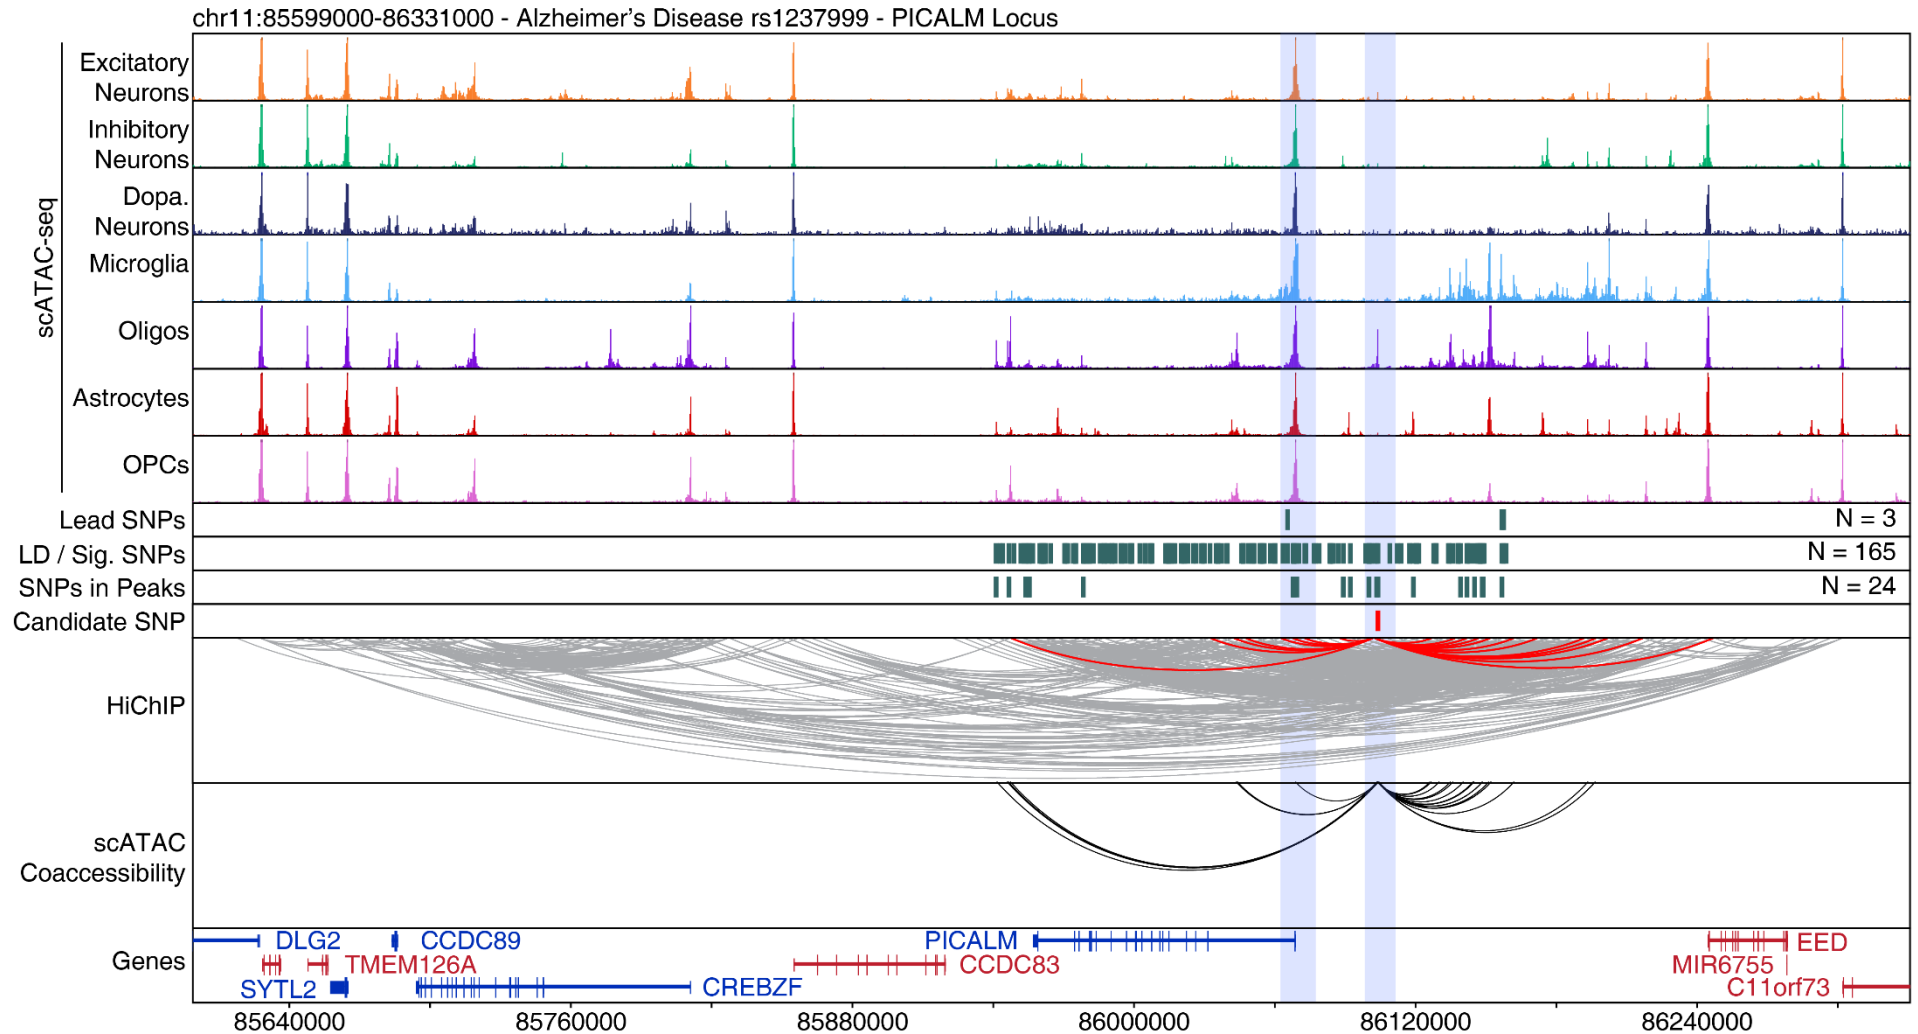 chr11:85599000-86331000 - Alzheimer's Disease rs1237999 - PICALM Locus
scATAC-seq
Excitatory
Neurons
Inhibitory
Neurons
Dopa.
Neurons
Microglia
Oligos
Astrocytes
OPCs
Lead SNPs
N = 3
LD / Sig. SNPs
N = 165
SNPs in Peaks
N = 24
Candidate SNP
HiChIP
scATAC
Coaccessibility
Genes
DLG2
CCDC89
PICALM
EED
TMEM126A
CCDC83
MIR6755
SYTL2
CREBZF
C11orf73
85640000
85760000
85880000
86000000
86120000
86240000